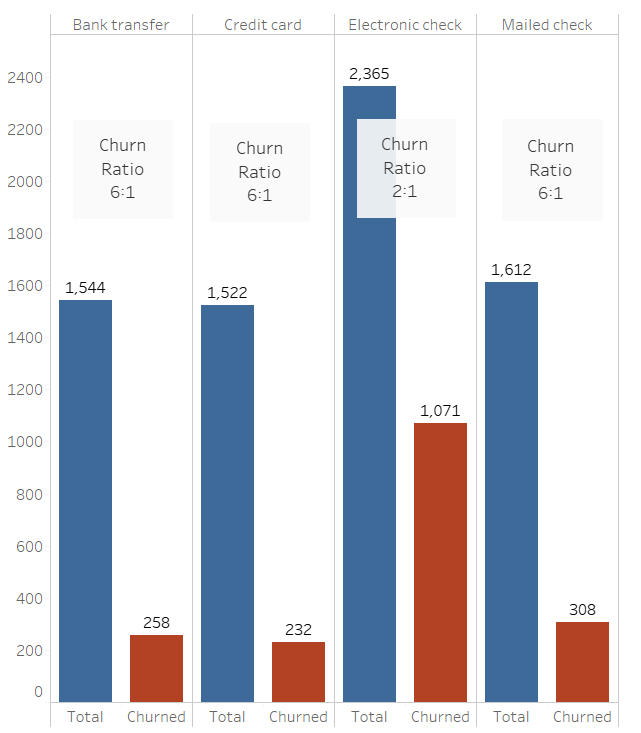 Bank transfer Credit card Electronic check Mailed check
2400
2200
2000
1800
1600
1400
1200
1000
800
600
400
200
0
Churn
Ratio
6:1
1,544
258
Churn
Ratio
6:1
1,522
232
2,365
Churn
Ratio
2:1
1,071
Churn
Ratio
6:1
1,612
308
Total Churned Total Churned Total Churned Total Churned